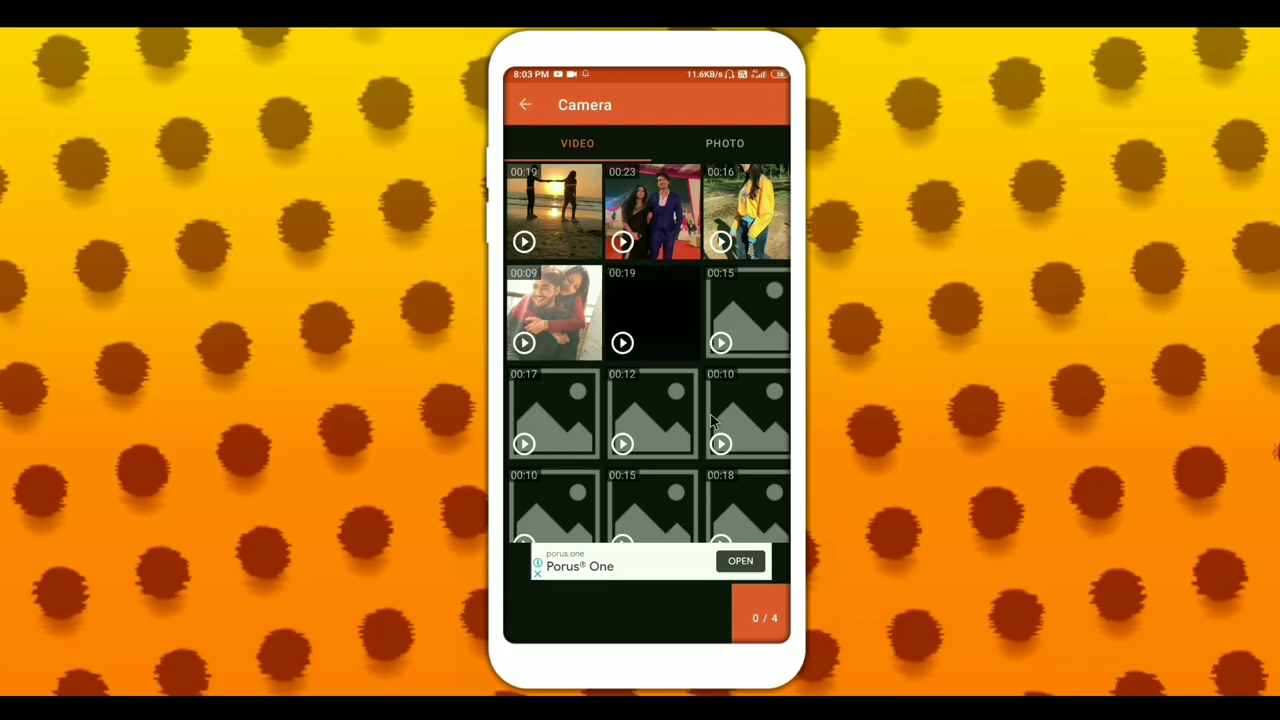 8:03 PM 11.6KB/s 58
Camera
VIDEO PHOTO
00:19 00:23 00:16
00:09 00:19 00:15
00:17 00:12 00:10
00:10 00:15 00:18
porus.one
Porus® One
OPEN
0 / 4